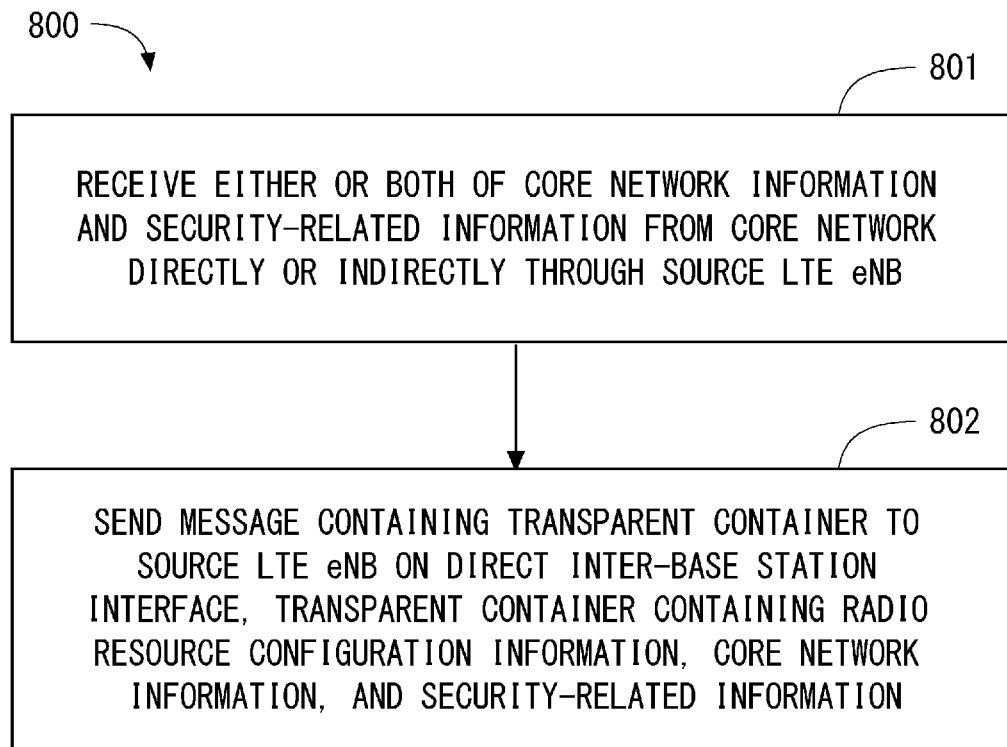 800
801
RECEIVE EITHER OR BOTH OF CORE NETWORK INFORMATION
AND SECURITY-RELATED INFORMATION FROM CORE NETWORK
DIRECTLY OR INDIRECTLY THROUGH SOURCE LTE eNB
802
SEND MESSAGE CONTAINING TRANSPARENT CONTAINER TO
SOURCE LTE eNB ON DIRECT INTER-BASE STATION
INTERFACE, TRANSPARENT CONTAINER CONTAINING RADIO
RESOURCE CONFIGURATION INFORMATION, CORE NETWORK
INFORMATION, AND SECURITY-RELATED INFORMATION